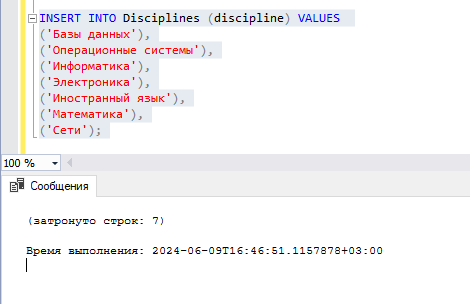 INSERT INTO Disciplines (discipline) VALUES
('Базы данных'),
('Операционные системы'),
('Информатика'),
('Электроника'),
('Иностранный язык'),
('Математика'),
('Сети');
100 %
Сообщения
(затронуто строк: 7)
Время выполнения: 2024-06-09T16:46:51.1157878+03:00